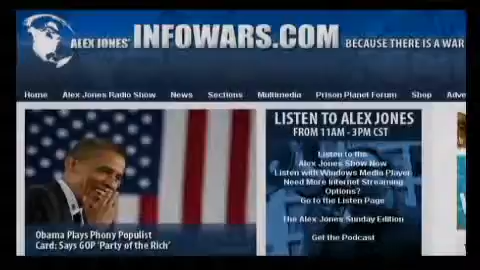 ALEX JONES' INFOWARS.COM BECAUSE THERE IS A WAR
Home Alex Jones Radio Show News Sections Multimedia Prison Planet Forum Shop Adve
LISTEN TO ALEX JONES
FROM 11AM - 3PM CST
Listen to the
Alex Jones Show Now
Listen with Windows Media Player
Need More Internet Streaming
Options?
Go to the Listen Page
The Alex Jones Sunday Edition
Get the Podcast
Obama Plays Phony Populist
Card: Says GOP 'Party of the Rich'